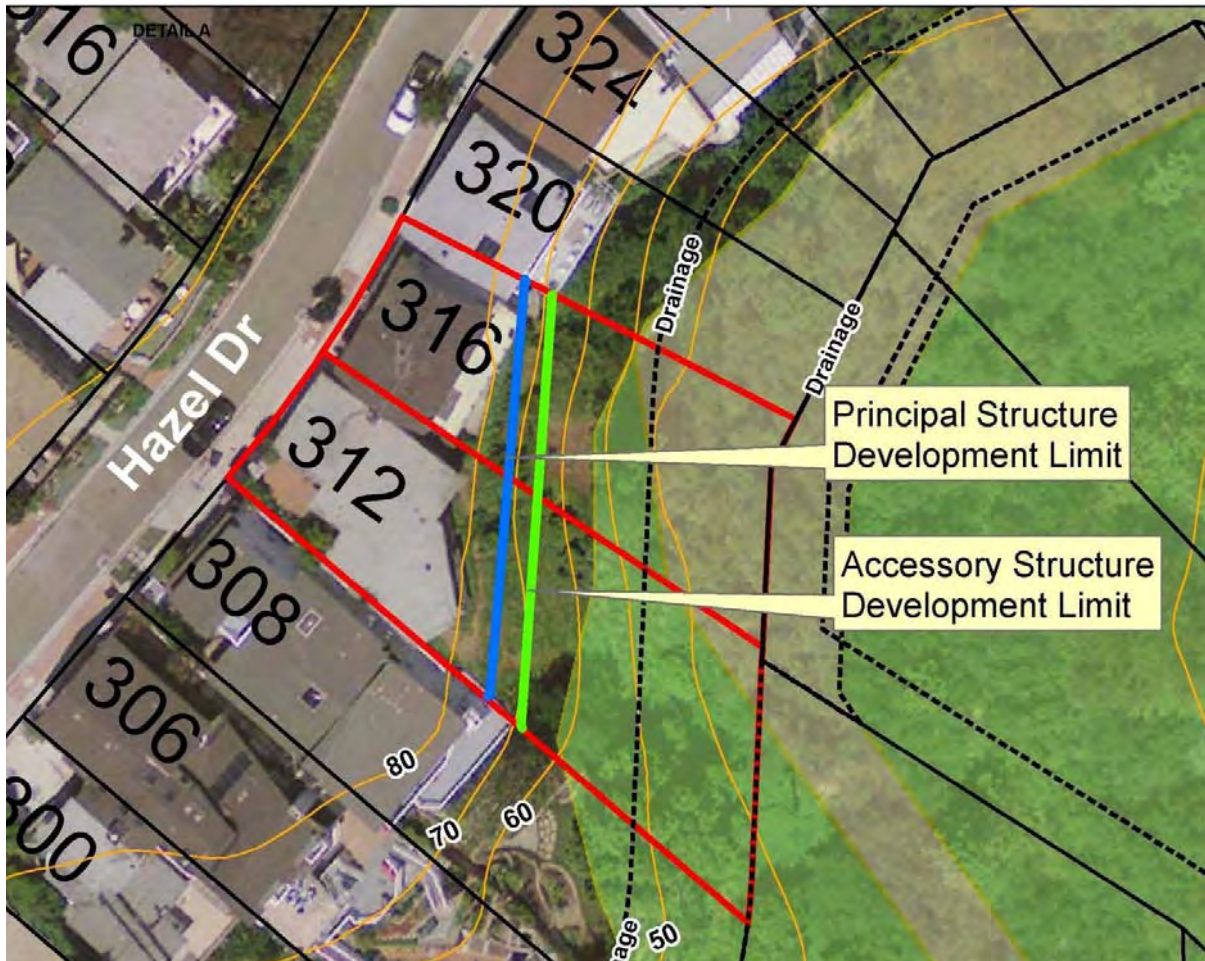 DETAIL A
316
324
320
316
Hazel Dr
312
308
306
300
Drainage
Drainage
Principal Structure
Development Limit
Accessory Structure
Development Limit
80
70
60
50
nage